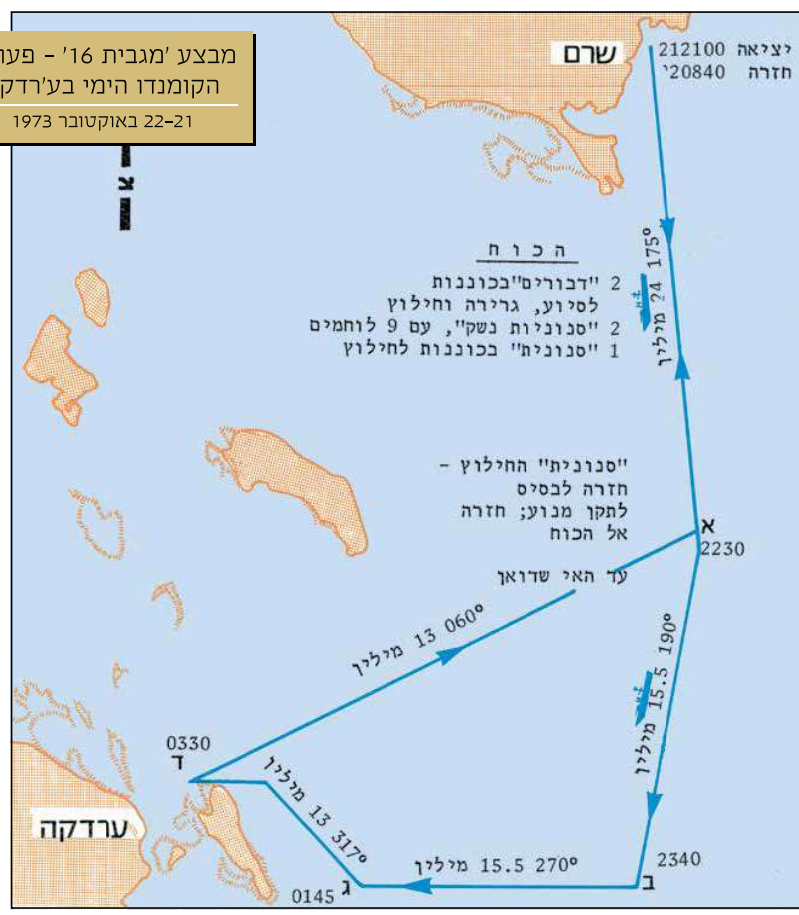 מבצע 'מגבית 16' - פעו
הקומנדו הימי בע'רדק
22-21 באוקטובר 1973
שרם
יציאה 212100
חזרה 20840'
צ
175° 24 מילין
הכוח
2 "דבורים"בכוננות
לסיוע, גרירה וחילוץ
2 "סנוניות נשק", עם 9 לוחמים
1 "סנונית" בכוננות לחילוץ
"סנונית" החילוץ -
חזרה לבסיס
לתקן מנוע; חזרה
אל הכוח
עד האי שדואן
א
2230
060° 13 מילין
190° 15.5 מילין
0330
ד
317° 13 מילין
ערדקה
270° 15.5 מילין
2340
ב
ג
0145